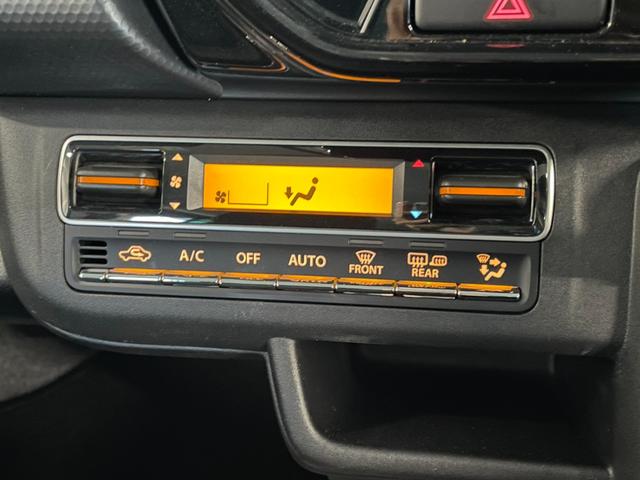 A/C OFF AUTO FRONT REAR